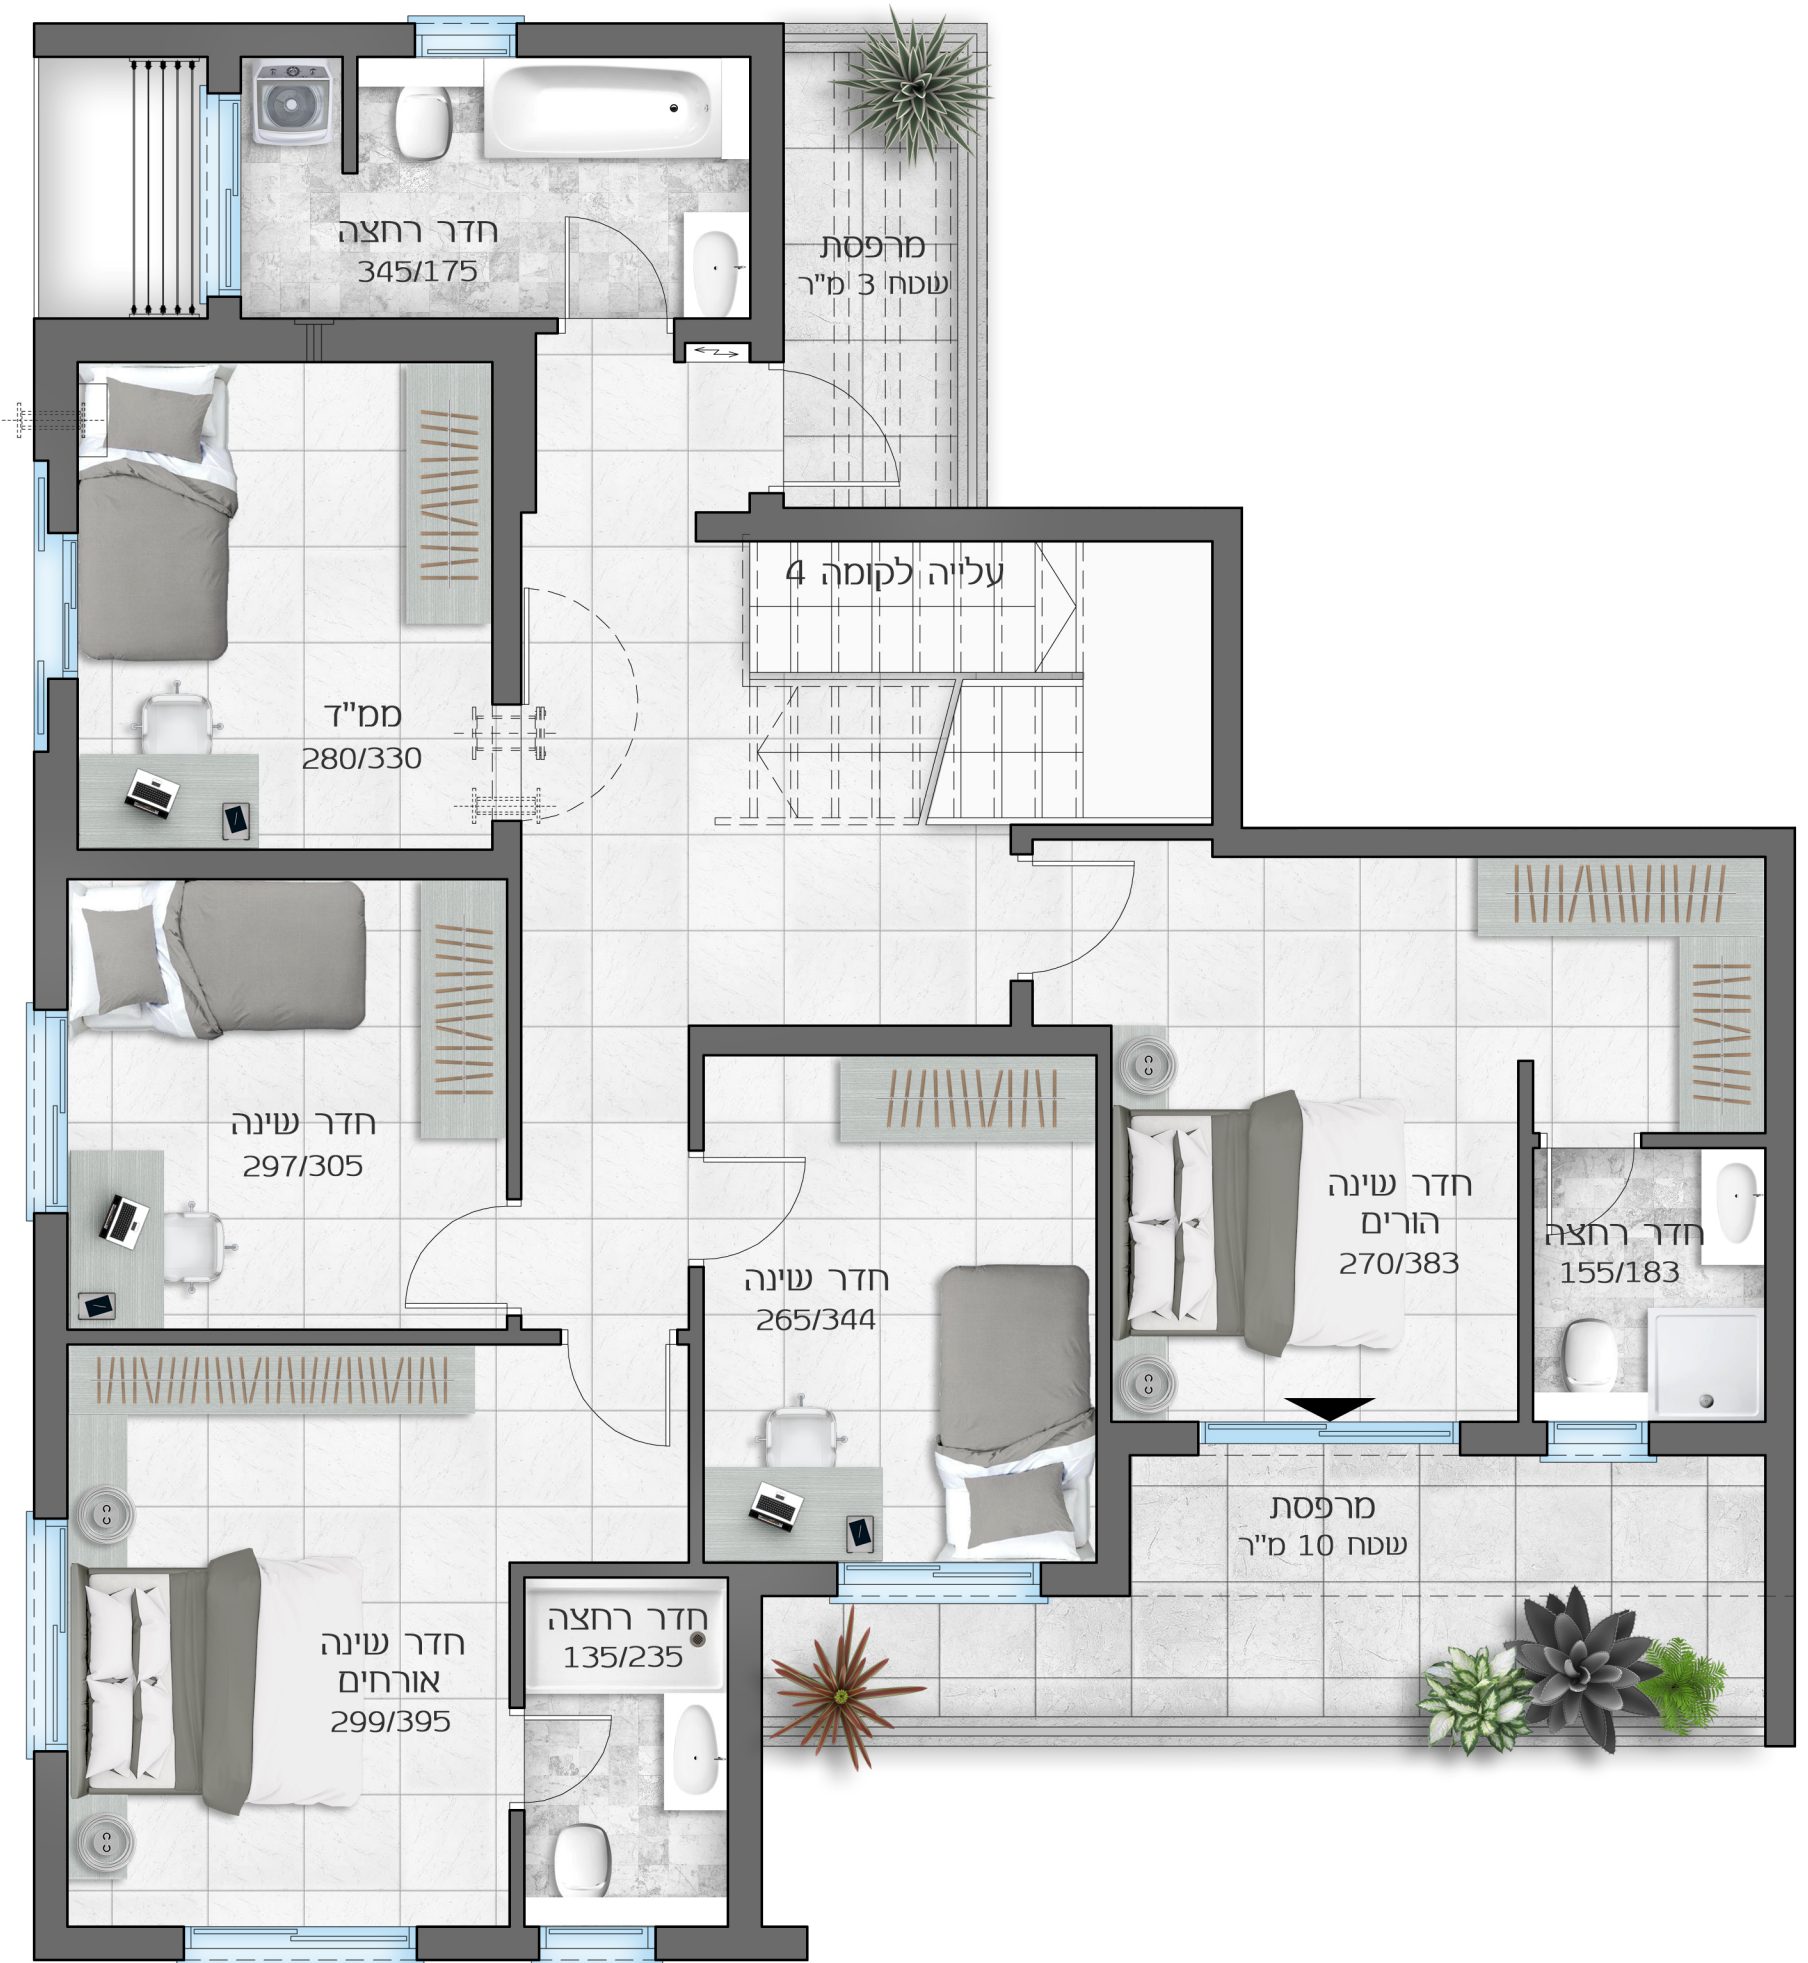 חדר רחצה
345/175
מרפסת
שטח 3 מ"ר
עלייה לקומה 4
ממ"ד
280/330
חדר שינה
297/305
חדר שינה
265/344
חדר שינה
הורים
270/383
חדר רחצה
155/183
מרפסת
שטח 10 מ"ר
חדר שינה
אורחים
299/395
חדר רחצה
135/235